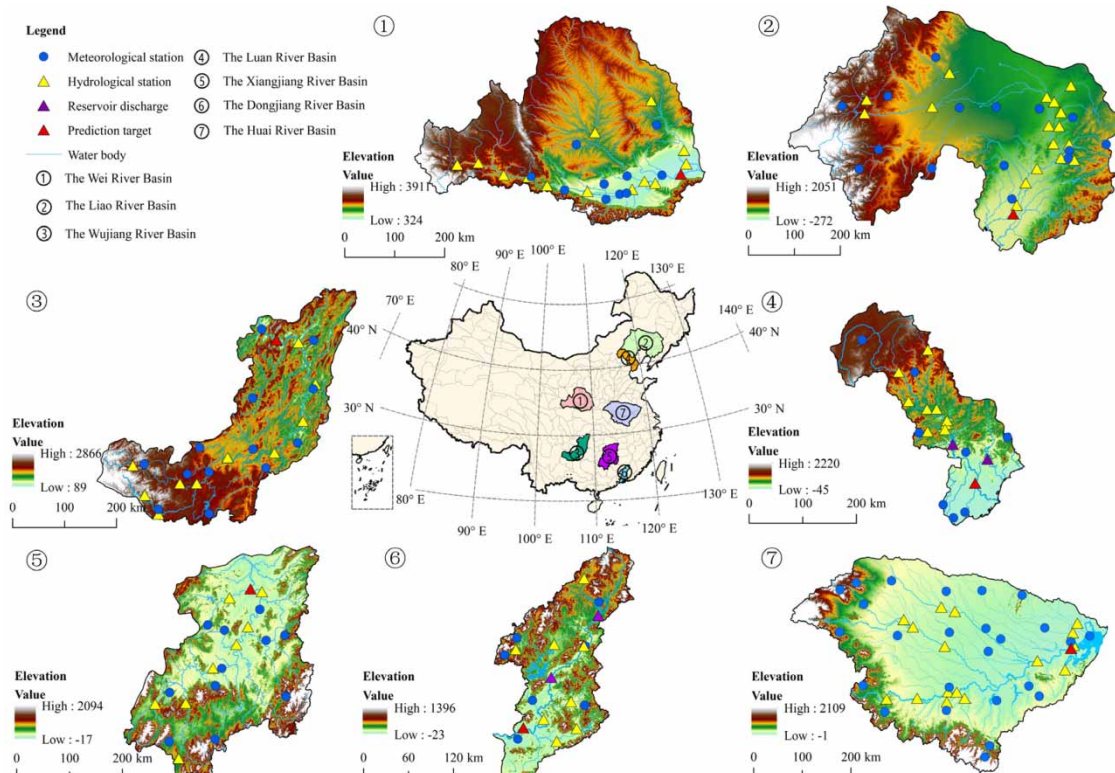 Legend
Meteorological station
Hydrological station
Reservoir discharge
Prediction target
Water body
① The Wei River Basin
② The Liao River Basin
③ The Wujiang River Basin
④ The Luan River Basin
⑤ The Xiangjiang River Basin
⑥ The Dongjiang River Basin
⑦ The Huai River Basin
①
Elevation
Value
High : 3911
Low : 324
0 100 200 km
②
Elevation
Value
High : 2051
Low : -272
0 100 200 km
③
Elevation
Value
High : 2866
Low : 89
0 100 200 km
70° E
80° E
90° E
100° E
110° E
120° E
130° E
140° E
40° N
40° N
30° N
30° N
80° E
90° E
100° E
110° E
120° E
130° E
②
①
⑦
⑤
④
Elevation
Value
High : 2220
Low : -45
0 100 200 km
⑤
Elevation
Value
High : 2094
Low : -17
0 100 200 km
⑥
Elevation
Value
High : 1396
Low : -23
0 60 120 km
⑦
Elevation
Value
High : 2109
Low : -1
0 100 200 km